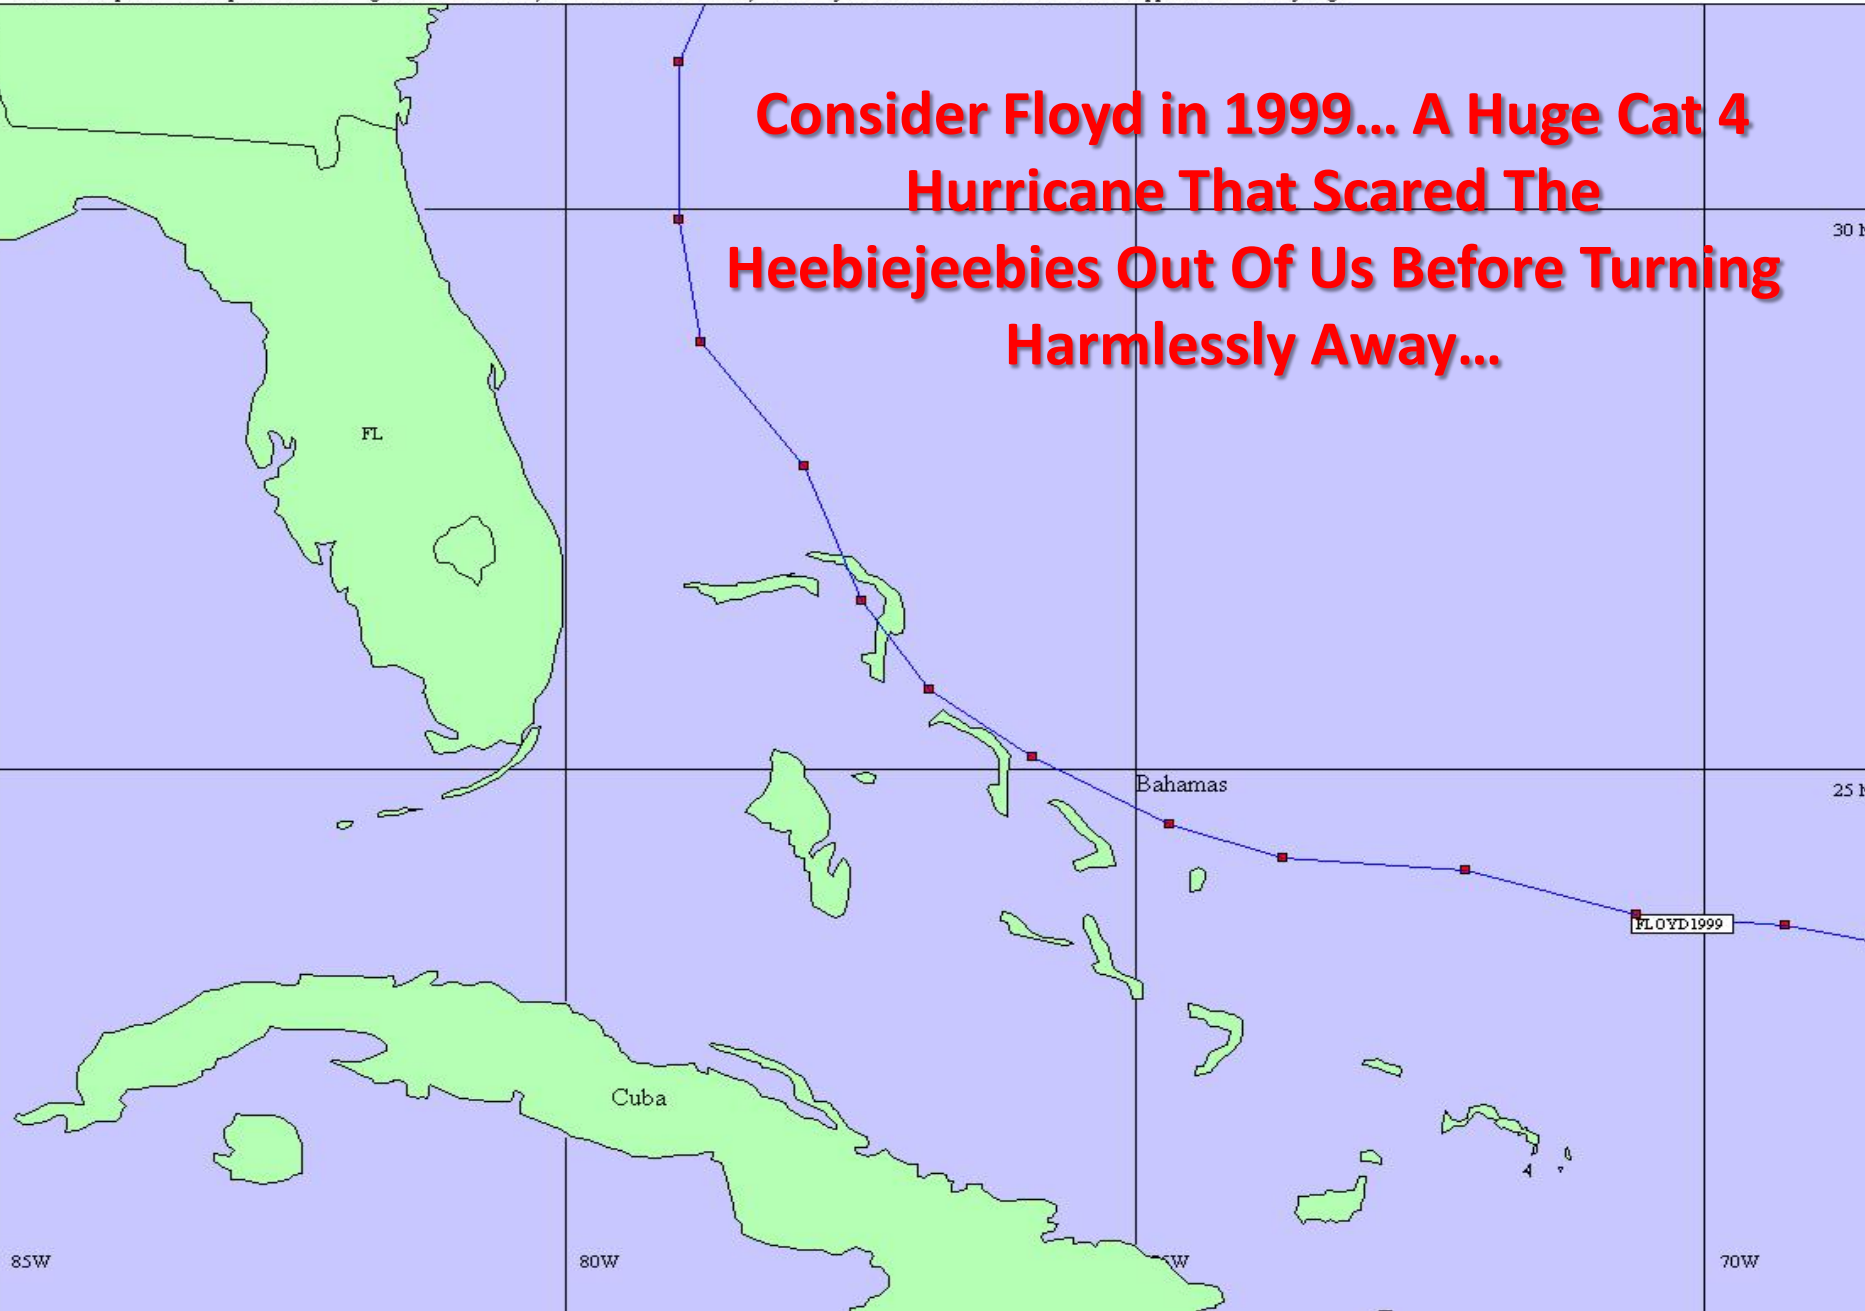 Consider Floyd in 1999... A Huge Cat 4
Hurricane That Scared The
Heebiejeebies Out Of Us Before Turning
Harmlessly Away...
30
FL
Bahamas
25
FLOYD1999
Cuba
85W
80W
70W